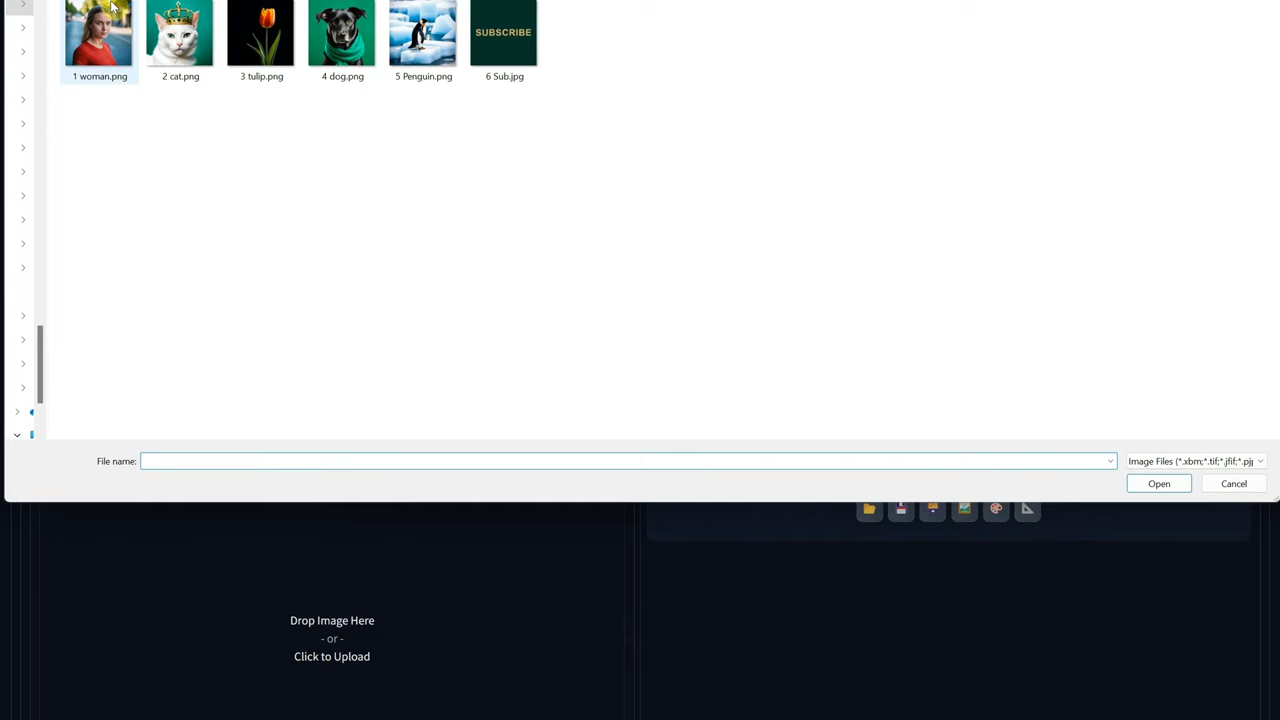 SUBSCRIBE
1 woman.png
2 cat.png
3 tulip.png
4 dog.png
5 Penguin.png
6 Sub.jpg
File name:
Image Files (*.xbm;*.tif;*.jfif;*.pjp
Open
Cancel
Drop Image Here
- or -
Click to Upload